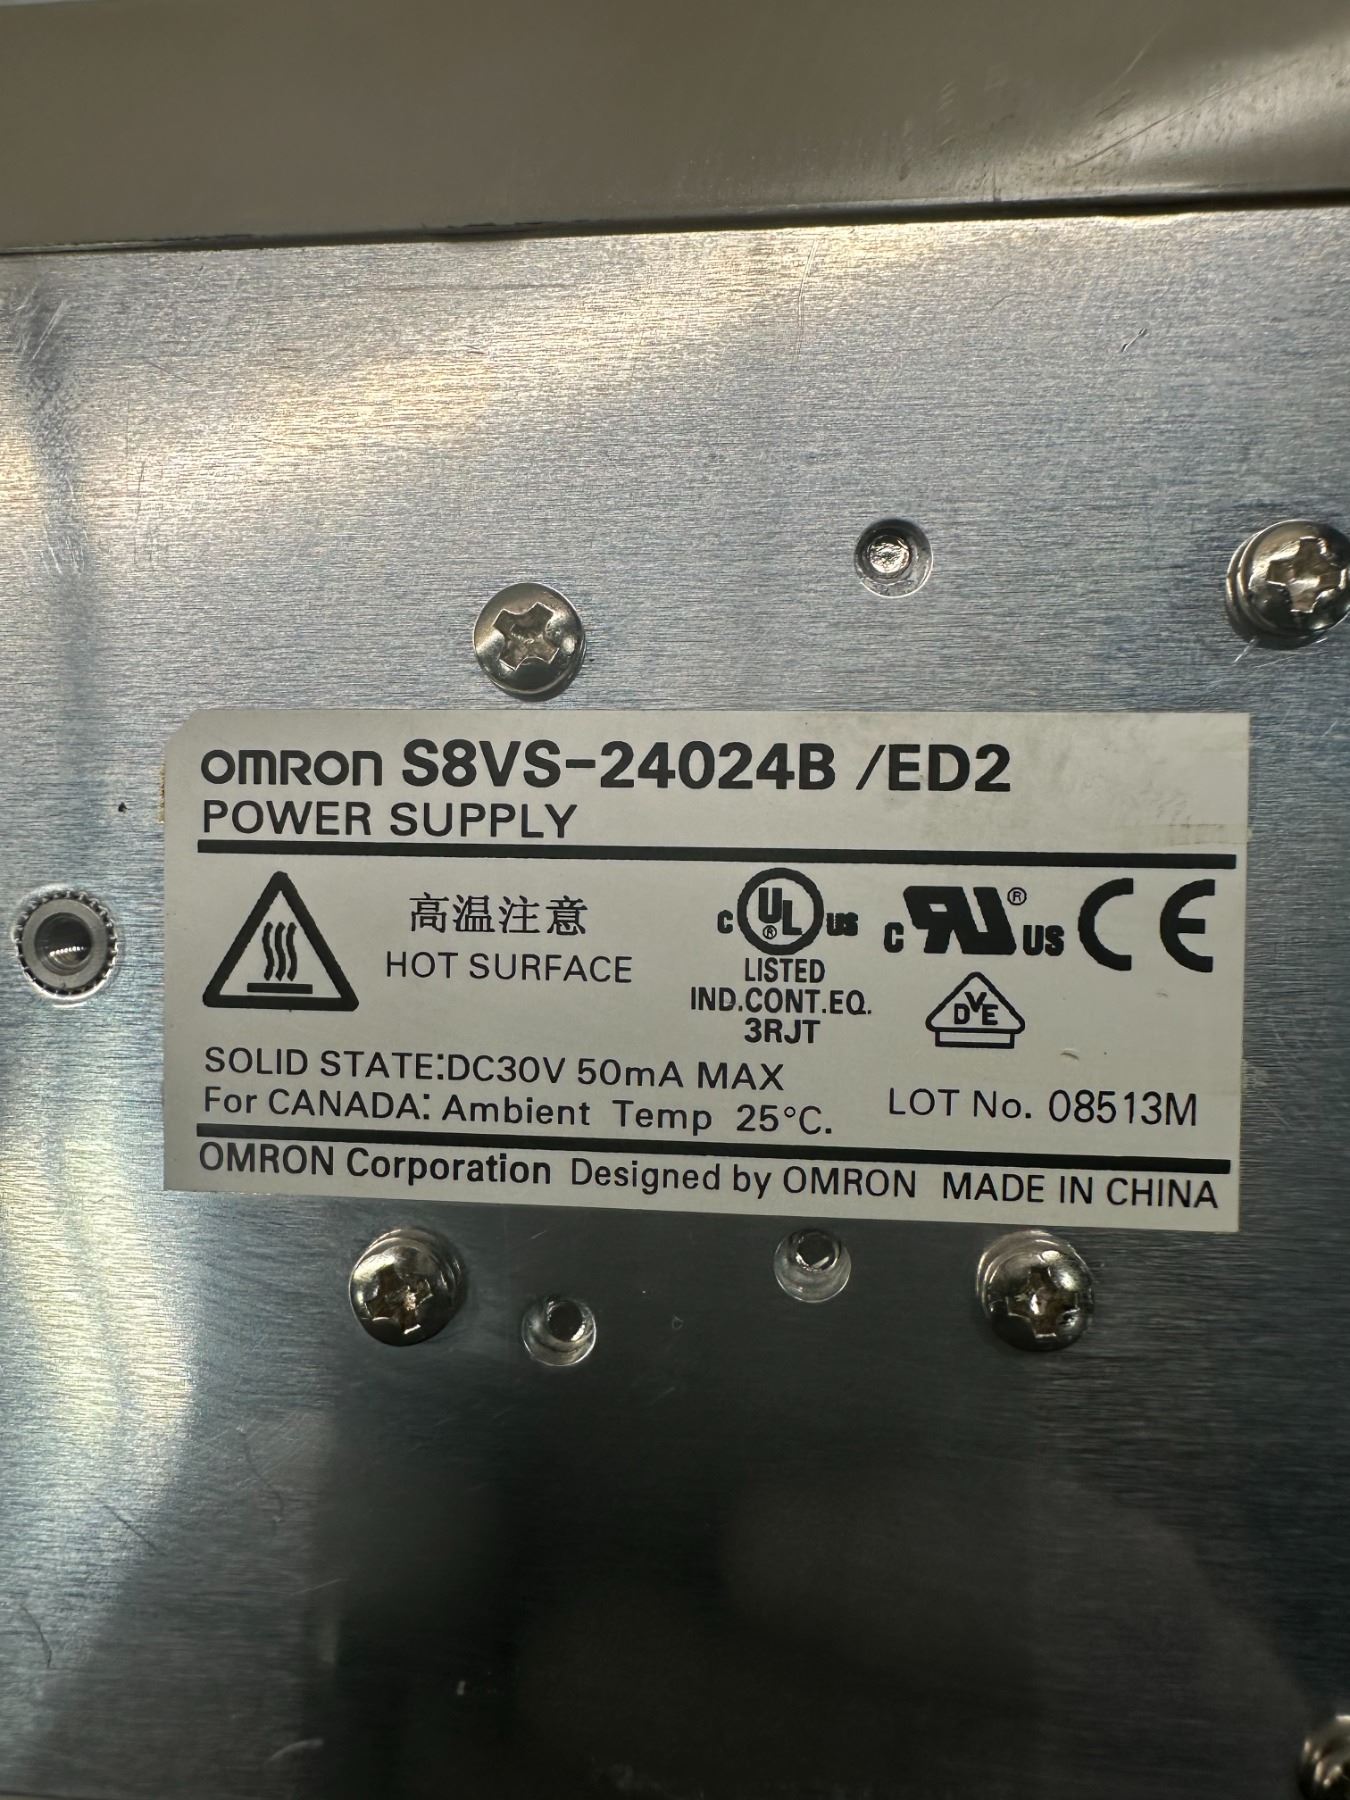 omron S8VS-24024B /ED2
POWER SUPPLY
高温注意
HOT SURFACE
c UL ® us
LISTED
IND.CONT.EQ.
3RJT
c RU ® US
CE
DVE
SOLID STATE:DC30V 50mA MAX
For CANADA: Ambient Temp 25°C.
LOT No. 08513M
OMRON Corporation Designed by OMRON MADE IN CHINA